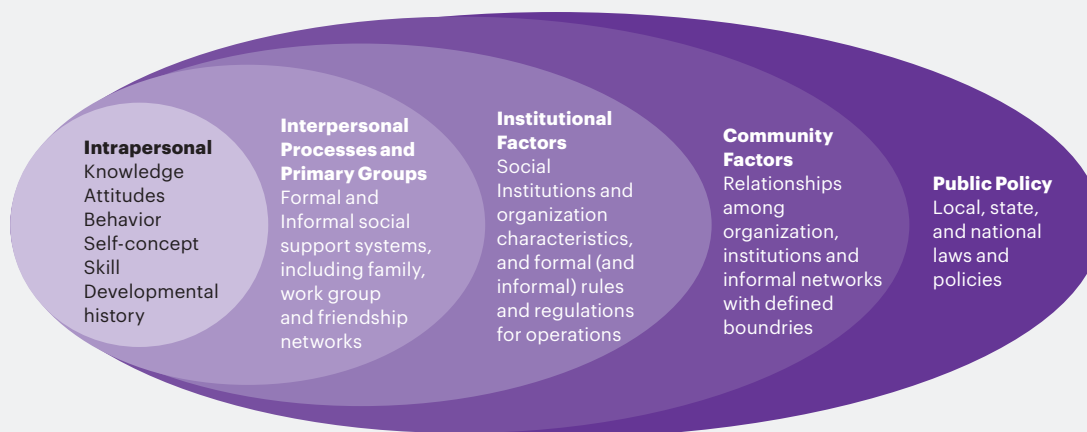 Intrapersonal
Knowledge
Attitudes
Behavior
Self-concept
Skill
Developmental
history
Interpersonal
Processes and
Primary Groups
Formal and
Informal social
support systems,
including family,
work group
and friendship
networks
Institutional
Factors
Social
Institutions and
organization
characteristics,
and formal (and
informal) rules
and regulations
for operations
Community
Factors
Relationships
among
organization,
institutions and
informal networks
with defined
boundries
Public Policy
Local, state,
and national
laws and
policies